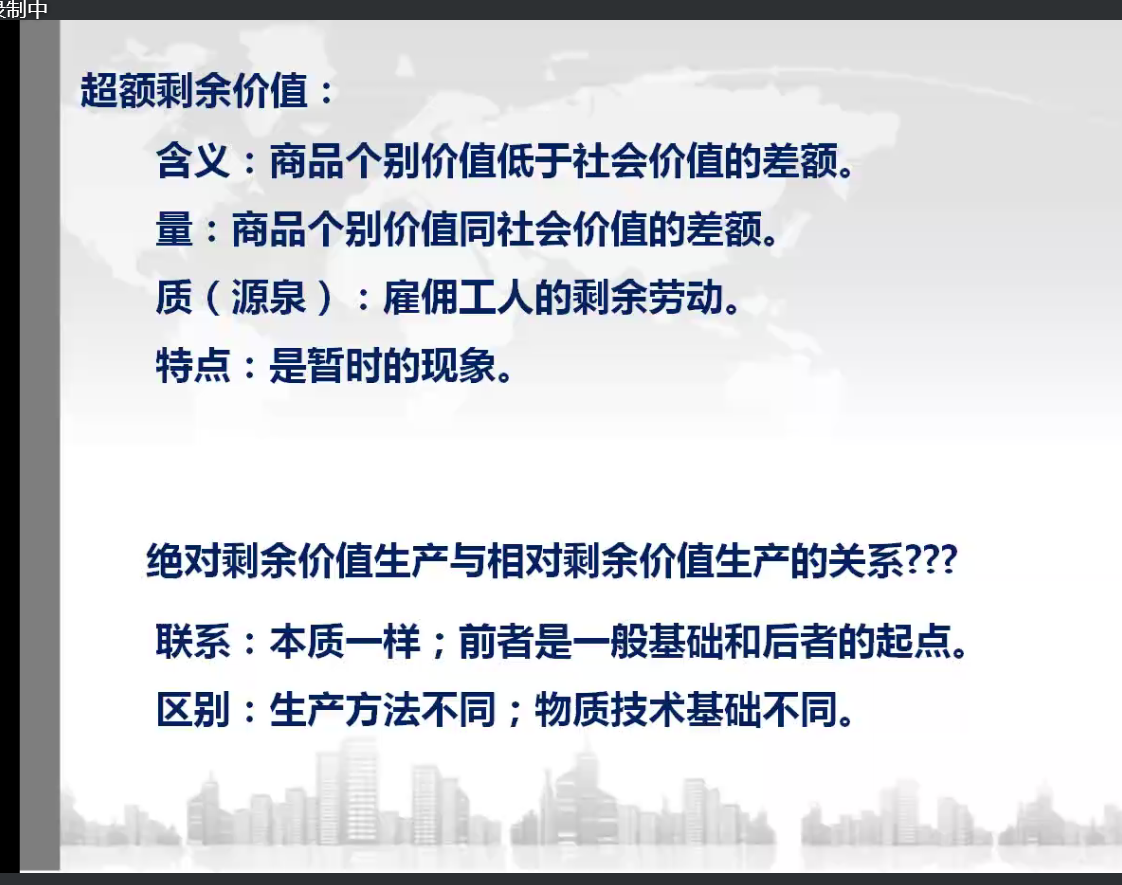 录制中
超额剩余价值：
含义：商品个别价值低于社会价值的差额。
量：商品个别价值同社会价值的差额。
质（源泉）：雇佣工人的剩余劳动。
特点：是暂时的现象。
绝对剩余价值生产与相对剩余价值生产的关系???
联系：本质一样；前者是一般基础和后者的起点。
区别：生产方法不同；物质技术基础不同。